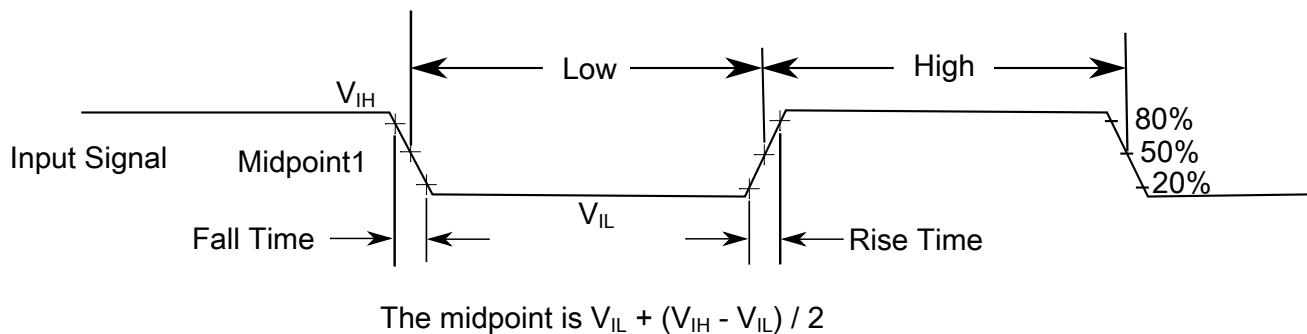 Low
High
V_IH
80%
Input Signal
Midpoint1
50%
20%
V_IL
Fall Time
Rise Time
The midpoint is V_IL + (V_IH - V_IL) / 2